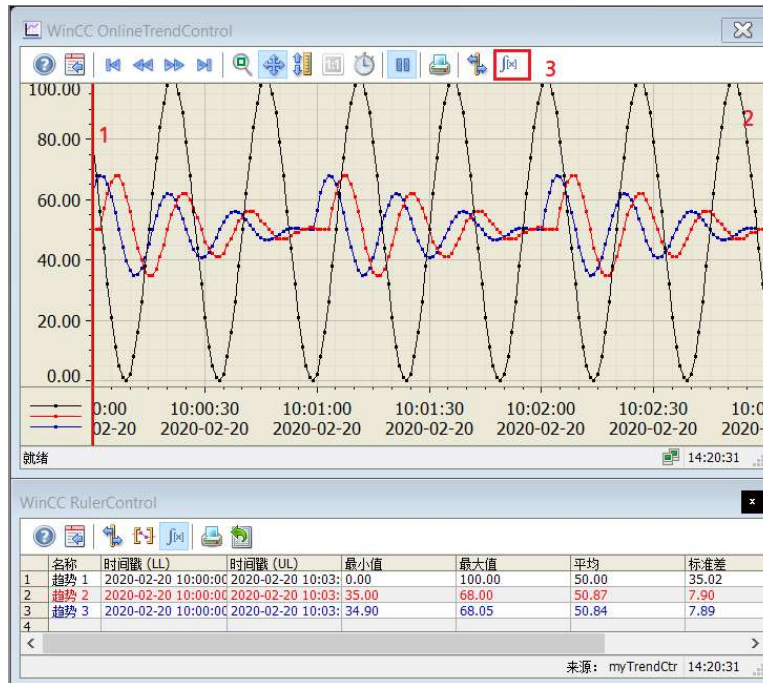 WinCC OnlineTrendControl
1:1
∫[x] 3
100.00
1 2
80.00
60.00
40.00
20.00
0.00
0:00 10:00:30 10:01:00 10:01:30 10:02:00 10:02:30 10:0
02-20 2020-02-20 2020-02-20 2020-02-20 2020-02-20 2020-02-20 2020-
就绪 14:20:31
WinCC RulerControl
名称 时间戳 (LL) 时间戳 (UL) 最小值 最大值 平均 标准差
1 趋势 1 2020-02-20 10:00:00 2020-02-20 10:03: 0.00 100.00 50.00 35.02
2 趋势 2 2020-02-20 10:00:00 2020-02-20 10:03: 35.00 68.00 50.87 7.90
3 趋势 3 2020-02-20 10:00:00 2020-02-20 10:03: 34.90 68.05 50.84 7.89
4
来源: myTrendCtr 14:20:31